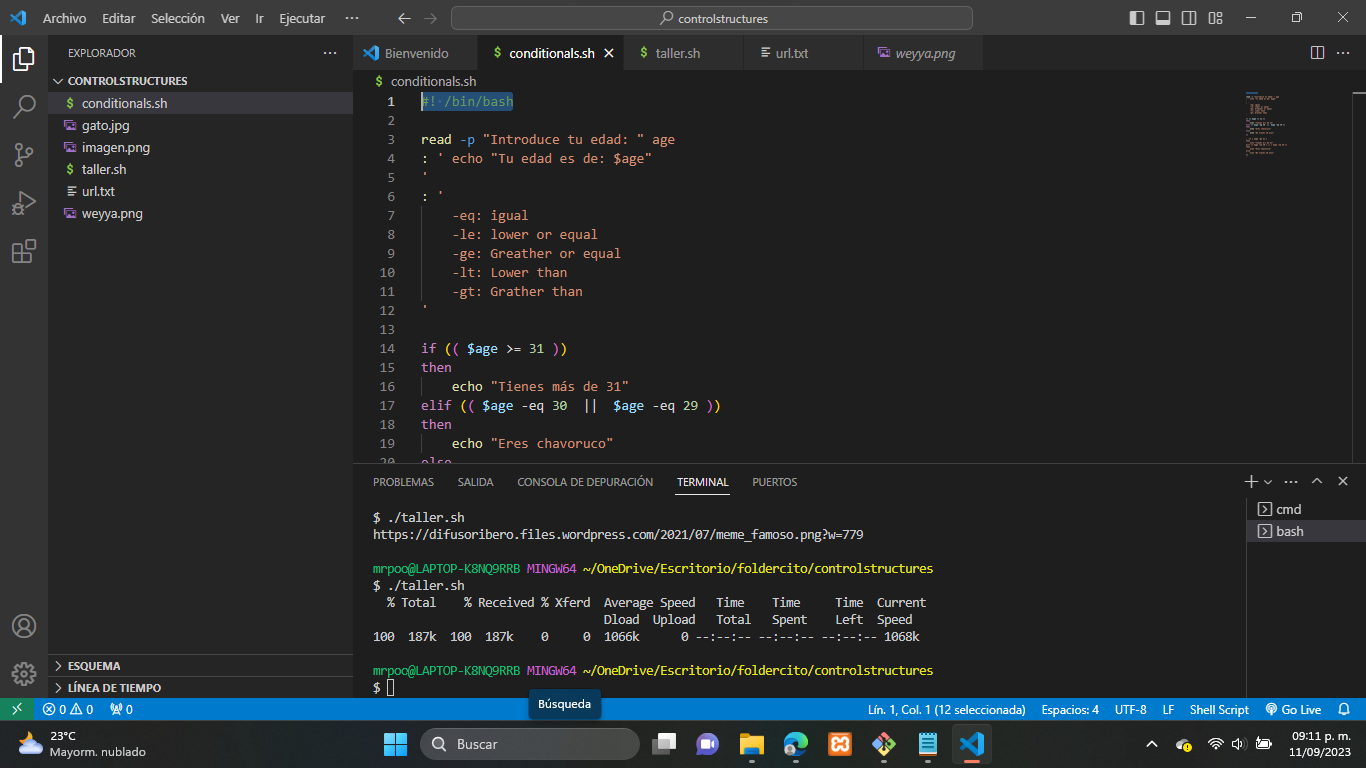 Archivo Editar Selección Ver Ir Ejecutar ···
controlstructures
EXPLORADOR
CONTROLSTRUCTURES
conditionals.sh
gato.jpg
imagen.png
taller.sh
url.txt
weyya.png
ESQUEMA
LÍNEA DE TIEMPO
Bienvenido $ conditionals.sh $ taller.sh url.txt weyya.png
$ conditionals.sh
1 #! /bin/bash
2
3 read -p "Introduce tu edad: " age
4 : ' echo "Tu edad es de: $age"
5 '
6 : '
7 -eq: igual
8 -le: lower or equal
9 -ge: Greather or equal
10 -lt: Lower than
11 -gt: Grather than
12 '
13
14 if (( $age >= 31 ))
15 then
16 echo "Tienes más de 31"
17 elif (( $age -eq 30 || $age -eq 29 ))
18 then
19 echo "Eres chavoruco"
20 else
PROBLEMAS SALIDA CONSOLA DE DEPURACIÓN TERMINAL PUERTOS
cmd
bash
$ ./taller.sh
https://difusoribero.files.wordpress.com/2021/07/meme_famoso.png?w=779
mrpoo@LAPTOP-K8NQ9RRB MINGW64 ~/OneDrive/Escritorio/foldercito/controlstructures
$ ./taller.sh
% Total % Received % Xferd Average Speed Time Time Time Current
Dload Upload Total Spent Left Speed
100 187k 100 187k 0 0 1066k 0 --:--:-- --:--:-- --:--:-- 1068k
mrpoo@LAPTOP-K8NQ9RRB MINGW64 ~/OneDrive/Escritorio/foldercito/controlstructures
$
Búsqueda
0 0 0 Lín. 1, Col. 1 (12 seleccionada) Espacios: 4 UTF-8 LF Shell Script Go Live
23°C
Mayorm. nublado
Buscar
09:11 p. m.
11/09/2023